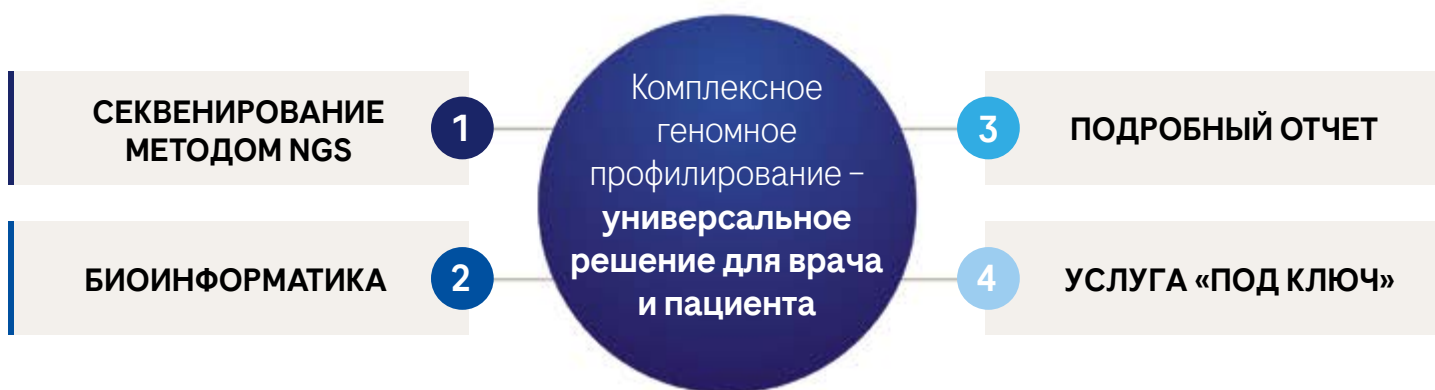 СЕКВЕНИРОВАНИЕ
МЕТОДОМ NGS
1
БИОИНФОРМАТИКА
2
Комплексное
геномное
профилирование –
универсальное
решение для врача
и пациента
3
ПОДРОБНЫЙ ОТЧЕТ
4
УСЛУГА «ПОД КЛЮЧ»